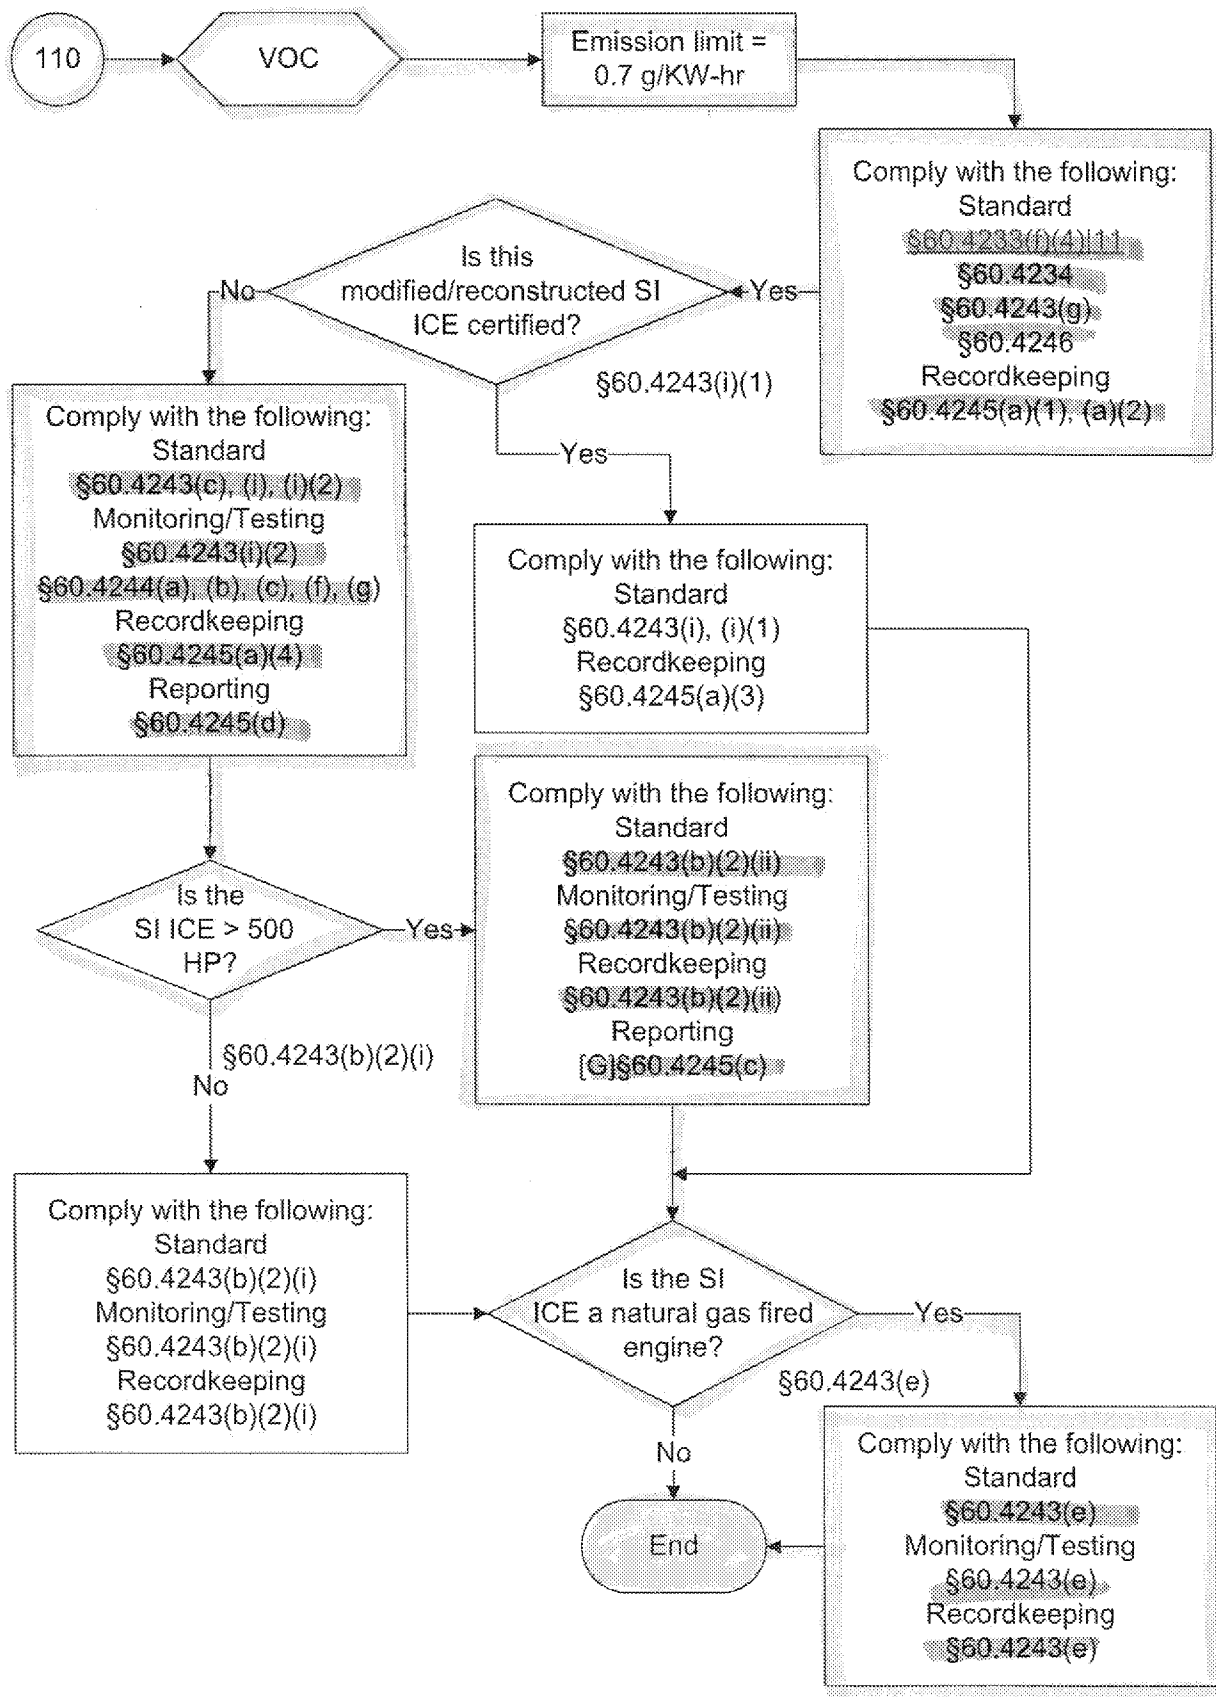 110
VOC
Emission limit =
0.7 g/KW-hr
Comply with the following:
Standard
§60.4233(f)(4)
§60.4234
§60.4243(g)
§60.4246
Recordkeeping
§60.4245(a)(1), (a)(2)
Yes
Is this
modified/reconstructed SI
ICE certified?
§60.4243(i)(1)
No
Comply with the following:
Standard
§60.4243(c), (i), (i)(2)
Monitoring/Testing
§60.4243(i)(2)
§60.4244(a), (b), (c), (f), (g)
Recordkeeping
§60.4245(a)(4)
Reporting
§60.4245(d)
Yes
Comply with the following:
Standard
§60.4243(i), (i)(1)
Recordkeeping
§60.4245(a)(3)
Is the
SI ICE > 500
HP?
Yes
Comply with the following:
Standard
§60.4243(b)(2)(ii)
Monitoring/Testing
§60.4243(b)(2)(ii)
Recordkeeping
§60.4243(b)(2)(ii)
Reporting
[G]§60.4245(c)
§60.4243(b)(2)(i)
No
Comply with the following:
Standard
§60.4243(b)(2)(i)
Monitoring/Testing
§60.4243(b)(2)(i)
Recordkeeping
§60.4243(b)(2)(i)
Is the SI
ICE a natural gas fired
engine?
§60.4243(e)
Yes
Comply with the following:
Standard
§60.4243(e)
Monitoring/Testing
§60.4243(e)
Recordkeeping
§60.4243(e)
No
End